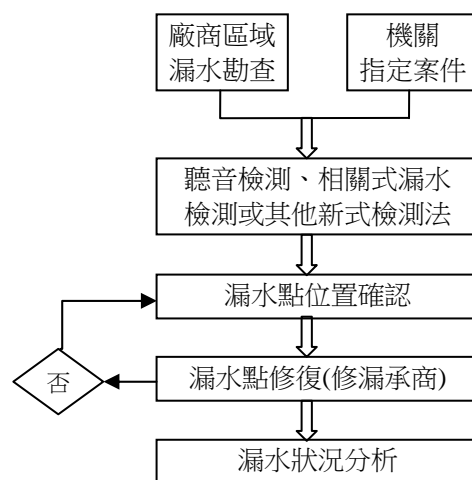 廠商區域
漏水勘查
機關
指定案件
聽音檢測、相關式漏水
檢測或其他新式檢測法
漏水點位置確認
否
漏水點修復(修漏承商)
漏水狀況分析